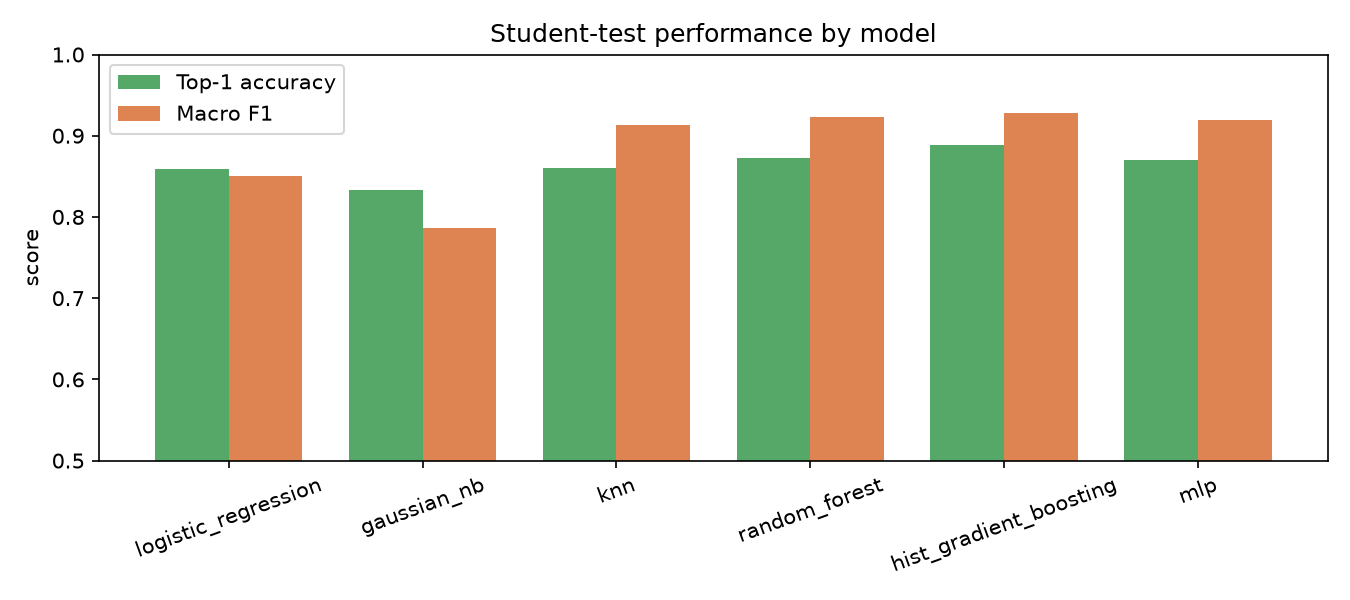 Student-test performance by model
Top-1 accuracy
Macro F1
score
1.0
0.9
0.8
0.7
0.6
0.5
logistic_regression
gaussian_nb
knn
random_forest
hist_gradient_boosting
mlp